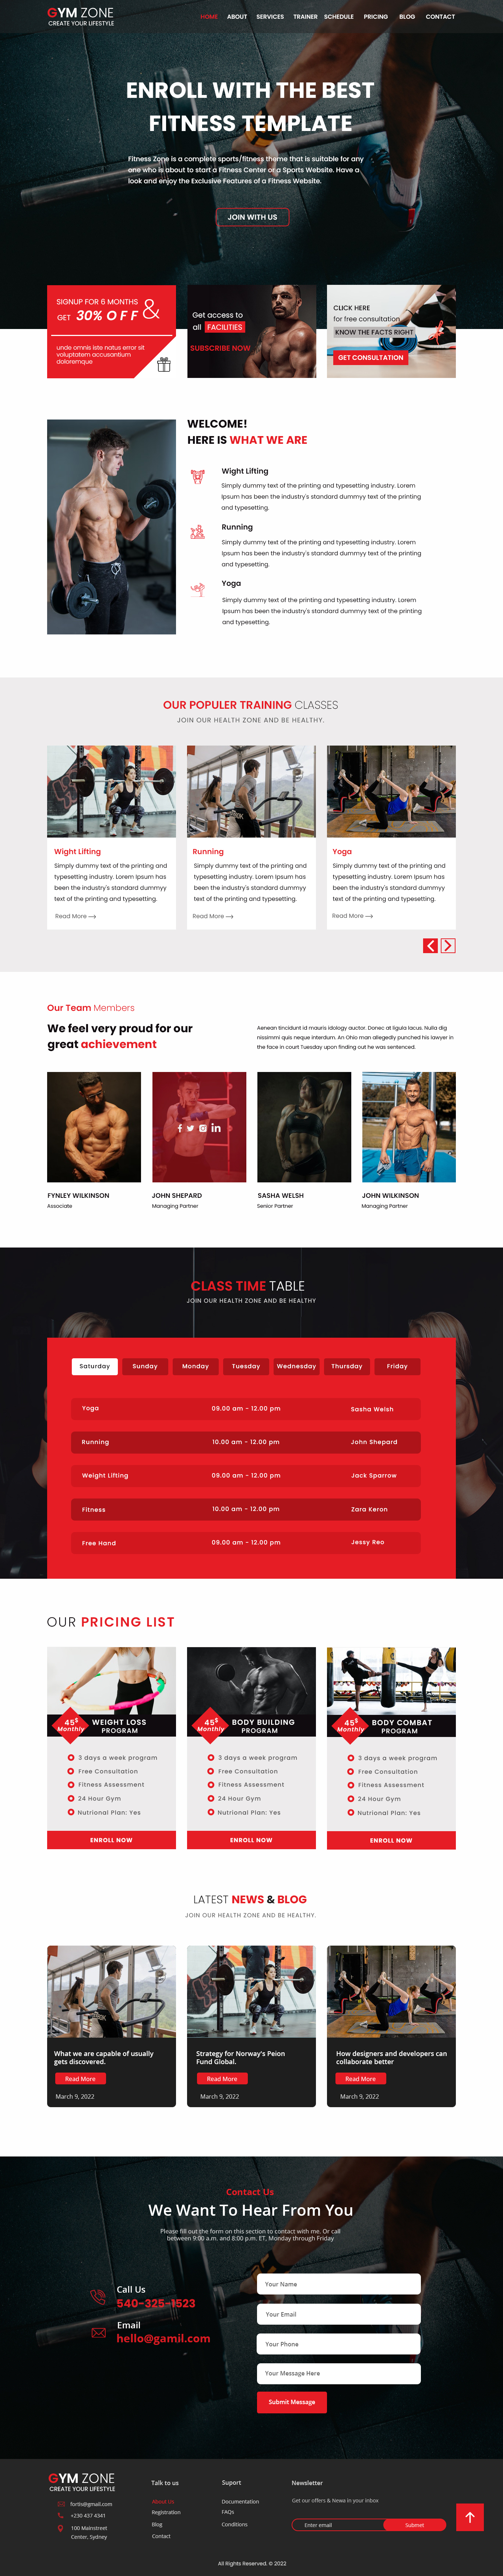 GYM ZONE
CREATE YOUR LIFESTYLE
HOME ABOUT SERVICES TRAINER SCHEDULE PRICING BLOG CONTACT
ENROLL WITH THE BEST
FITNESS TEMPLATE
Fitness Zone is a complete sports/fitness theme that is suitable for any
one who is about to start a Fitness Center or a Sports Website. Have a
look and enjoy the Exclusive Features of a Fitness Website.
JOIN WITH US
SIGNUP FOR 6 MONTHS
GET 30% OFF &
unde omnis iste natus error sit
voluptatem accusantium
doloremque
Get access to
all FACILITIES
SUBSCRIBE NOW
CLICK HERE
for free consultation
KNOW THE FACTS RIGHT
GET CONSULTATION
WELCOME!
HERE IS WHAT WE ARE
Wight Lifting
Simply dummy text of the printing and typesetting industry. Lorem
Ipsum has been the industry's standard dummyy text of the printing
and typesetting.
Running
Simply dummy text of the printing and typesetting industry. Lorem
Ipsum has been the industry's standard dummyy text of the printing
and typesetting.
Yoga
Simply dummy text of the printing and typesetting industry. Lorem
Ipsum has been the industry's standard dummyy text of the printing
and typesetting.
OUR POPULER TRAINING CLASSES
JOIN OUR HEALTH ZONE AND BE HEALTHY.
Wight Lifting
Simply dummy text of the printing and
typesetting industry. Lorem Ipsum has
been the industry's standard dummyy
text of the printing and typesetting.
Read More
Running
Simply dummy text of the printing and
typesetting industry. Lorem Ipsum has
been the industry's standard dummyy
text of the printing and typesetting.
Read More
Yoga
Simply dummy text of the printing and
typesetting industry. Lorem Ipsum has
been the industry's standard dummyy
text of the printing and typesetting.
Read More
Our Team Members
We feel very proud for our
great achievement
Aenean tincidunt id mauris idology auctor. Donec at ligula lacus. Nulla dig
nissimmi quis neque interdum. An Ohio man allegedly punched his lawyer in
the face in court Tuesday upon finding out he was sentenced.
FYNLEY WILKINSON
Associate
JOHN SHEPARD
Managing Partner
SASHA WELSH
Senior Partner
JOHN WILKINSON
Managing Partner
CLASS TIME TABLE
JOIN OUR HEALTH ZONE AND BE HEALTHY
Saturday Sunday Monday Tuesday Wednesday Thursday Friday
Yoga 09.00 am - 12.00 pm Sasha Welsh
Running 10.00 am - 12.00 pm John Shepard
Weight Lifting 09.00 am - 12.00 pm Jack Sparrow
Fitness 10.00 am - 12.00 pm Zara Keron
Free Hand 09.00 am - 12.00 pm Jessy Reo
OUR PRICING LIST
45$
Monthly
WEIGHT LOSS
PROGRAM
3 days a week program
Free Consultation
Fitness Assessment
24 Hour Gym
Nutrional Plan: Yes
ENROLL NOW
45$
Monthly
BODY BUILDING
PROGRAM
3 days a week program
Free Consultation
Fitness Assessment
24 Hour Gym
Nutrional Plan: Yes
ENROLL NOW
45$
Monthly
BODY COMBAT
PROGRAM
3 days a week program
Free Consultation
Fitness Assessment
24 Hour Gym
Nutrional Plan: Yes
ENROLL NOW
LATEST NEWS & BLOG
JOIN OUR HEALTH ZONE AND BE HEALTHY.
What we are capable of usually
gets discovered.
Read More
March 9, 2022
Strategy for Norway's Peion
Fund Global.
Read More
March 9, 2022
How designers and developers can
collaborate better
Read More
March 9, 2022
Contact Us
We Want To Hear From You
Please fill out the form on this section to contact with me. Or call
between 9:00 a.m. and 8:00 p.m. ET, Monday through Friday
Call Us
540-325-1523
Email
hello@gamil.com
Your Name
Your Email
Your Phone
Your Message Here
Submit Message
GYM ZONE
CREATE YOUR LIFESTYLE
fortis@gmail.com
+230 437 4341
100 Mainstreet
Center, Sydney
Talk to us
About Us
Registration
Blog
Contact
Suport
Documentation
FAQs
Conditions
Newsletter
Get our offers & Newa in your inbox
Enter email Submet
All Rights Reserved. © 2022